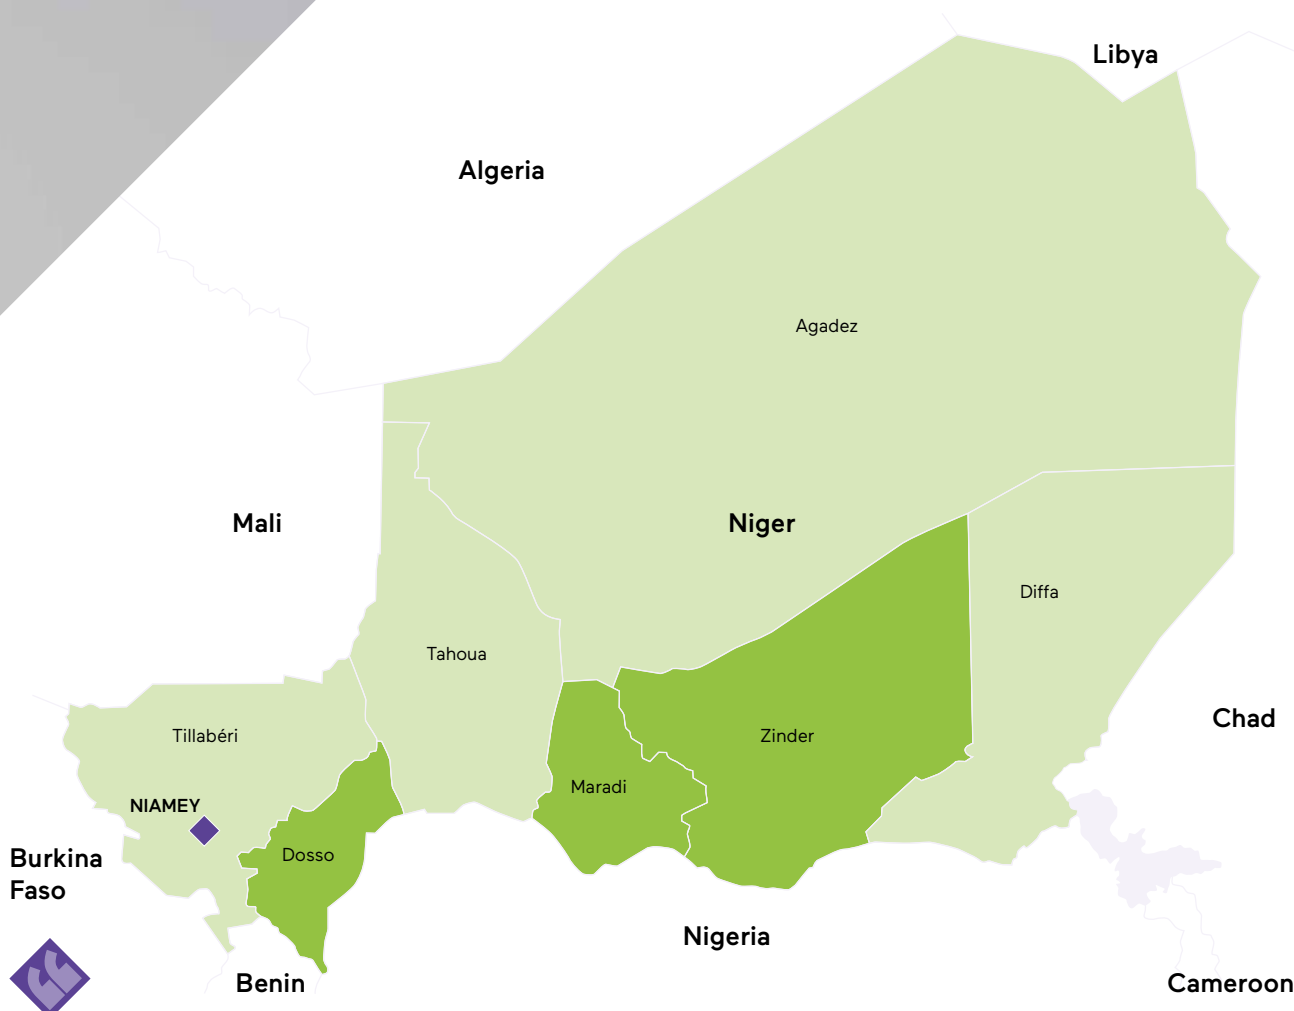 Libya
Algeria
Agadez
Mali
Niger
Diffa
Tahoua
Chad
Tillabéri
Zinder
Maradi
NIAMEY
Dosso
Burkina
Faso
Nigeria
Benin
Cameroon